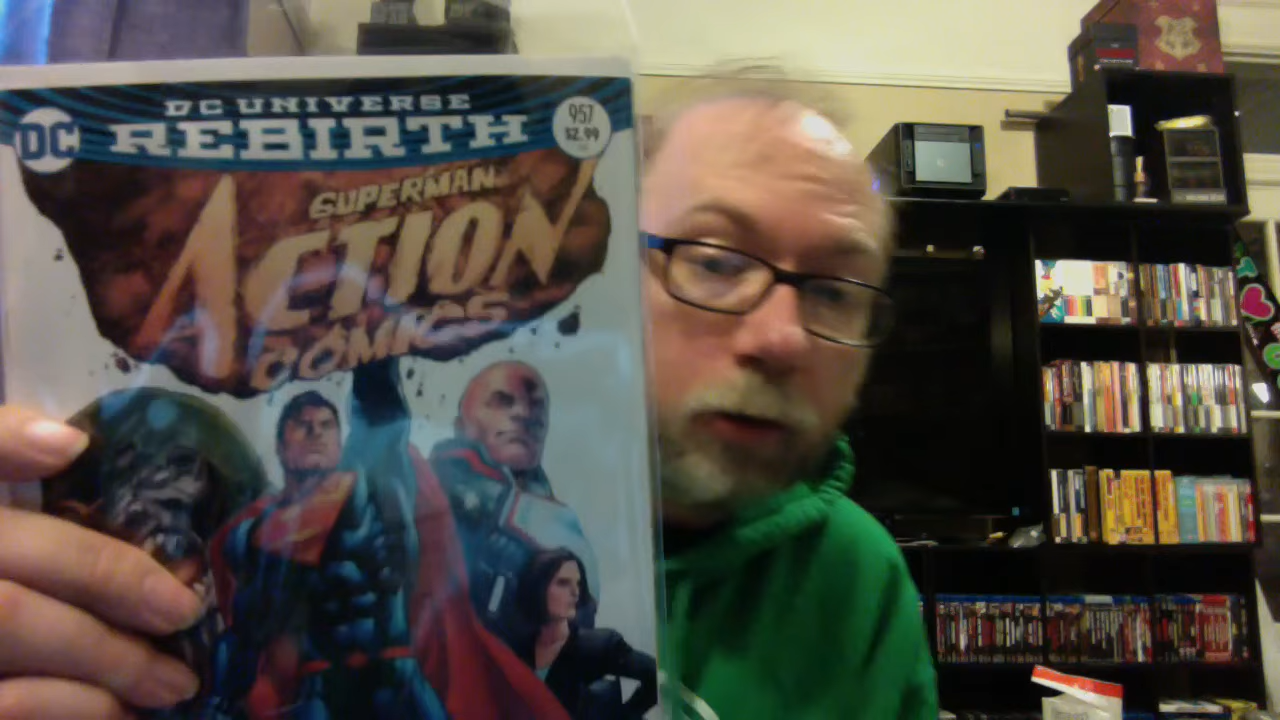 DC UNIVERSE
REBIRTH
DC
957
$2.99
SUPERMAN
ACTION
COMICS